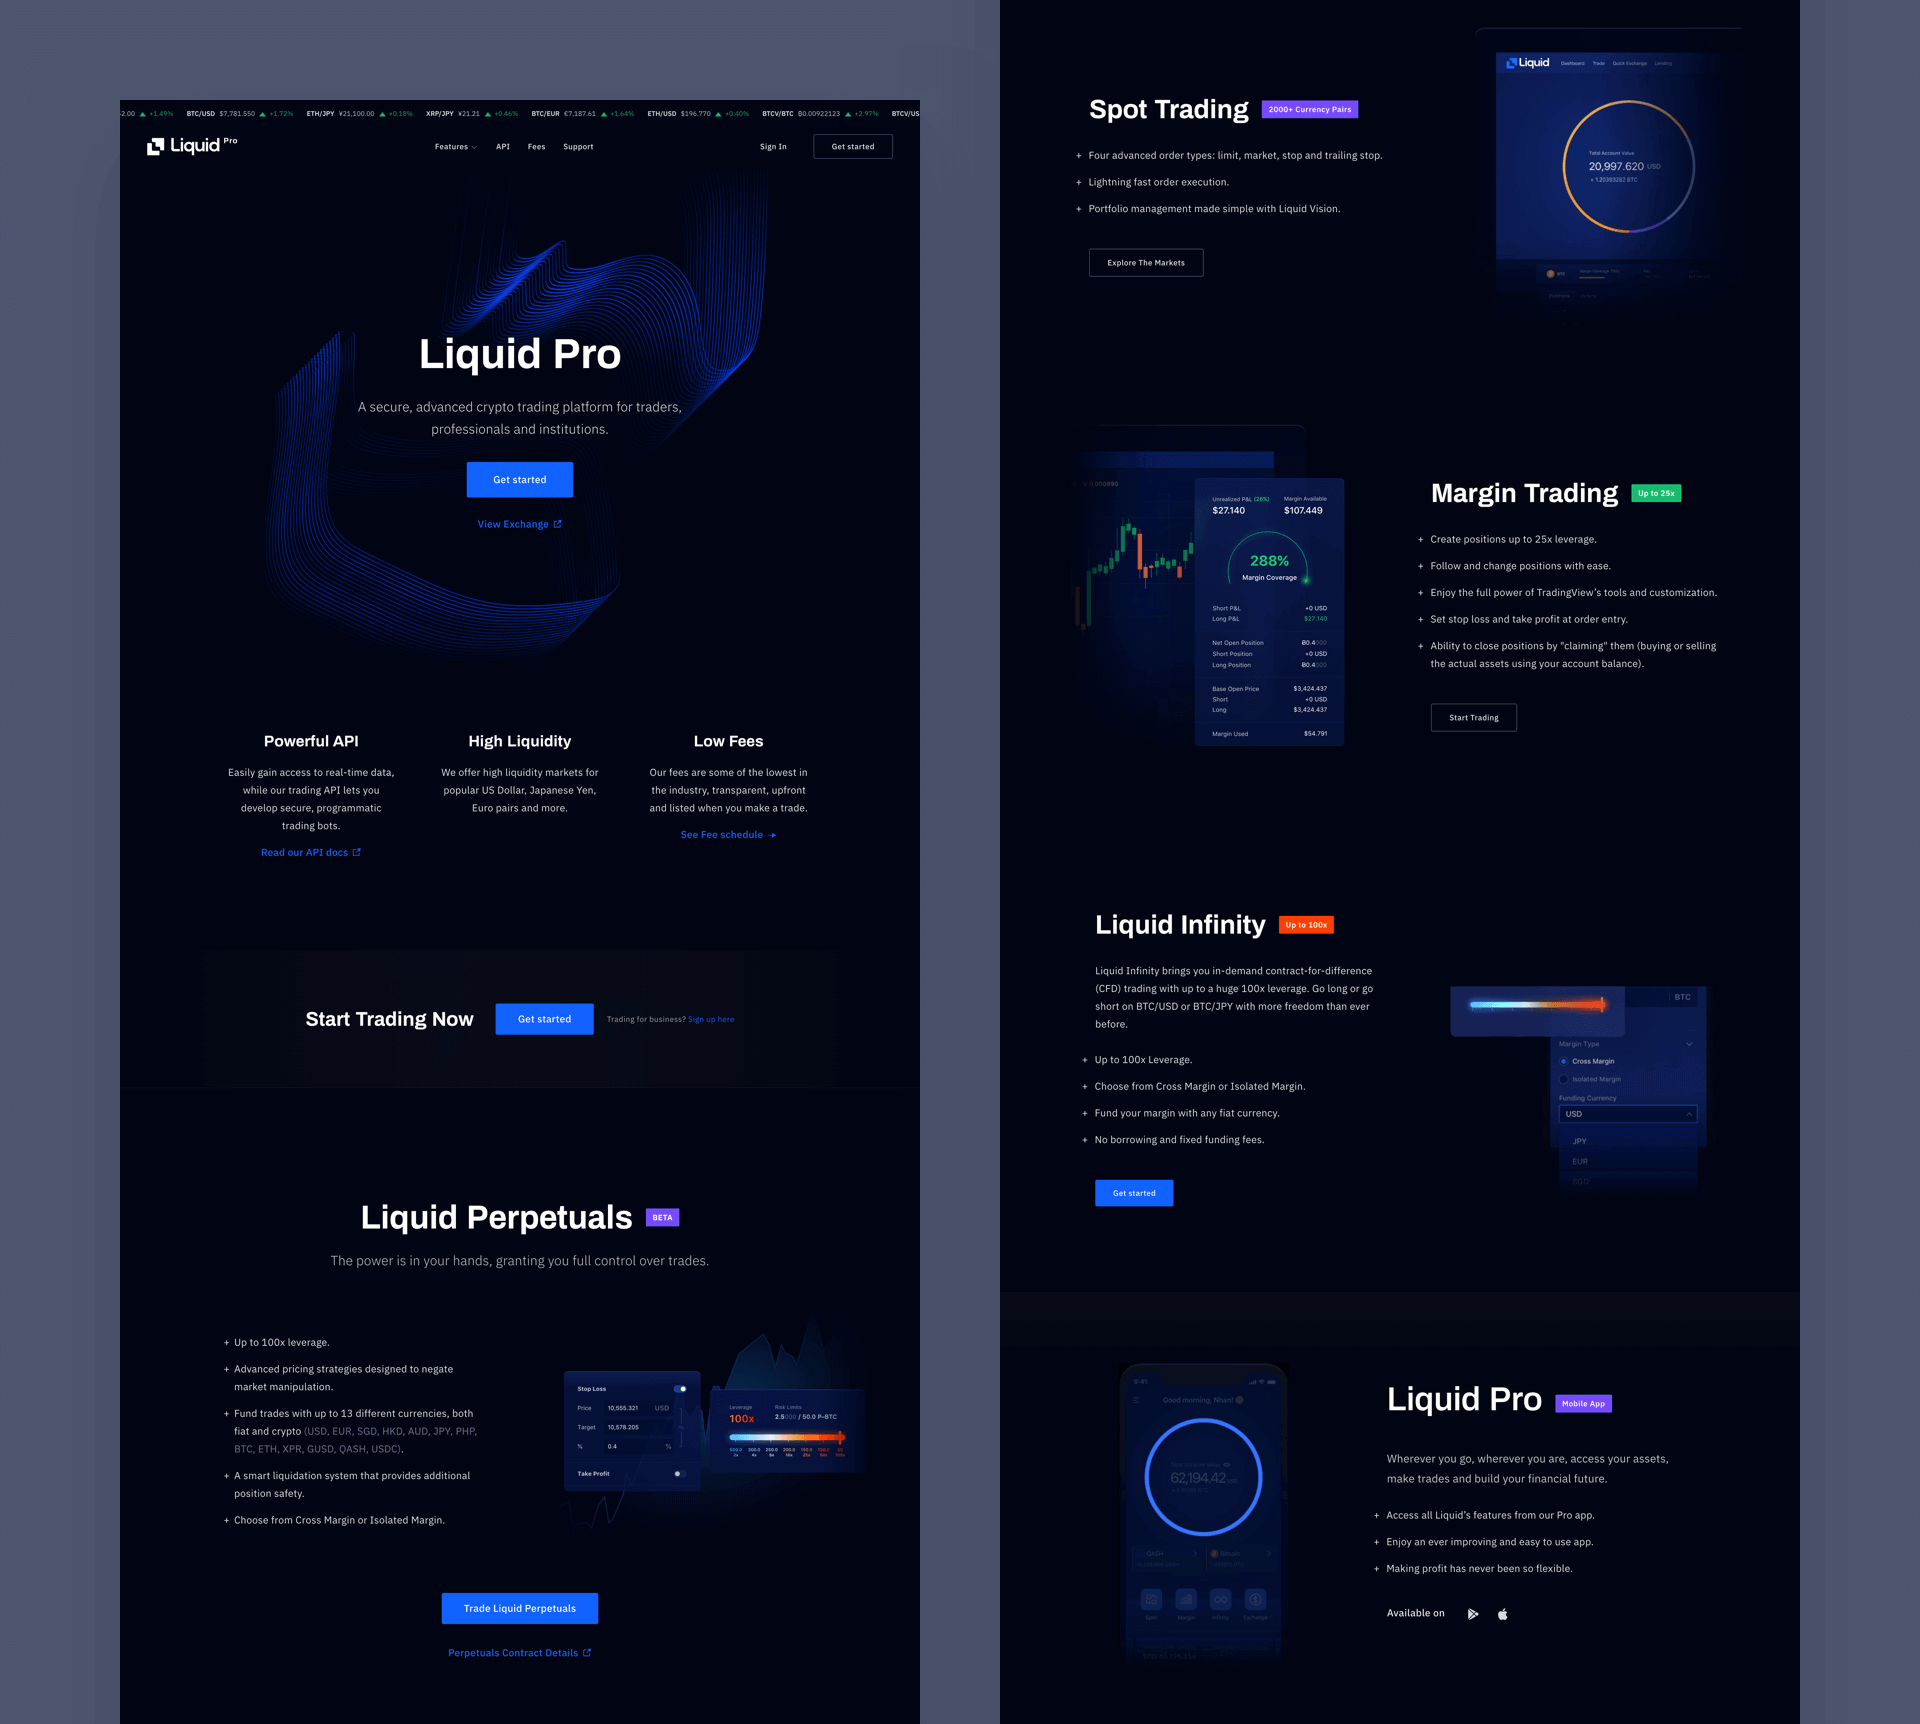 2.00 ▲ +1.49% BTC/USD $7,781.550 ▲ +1.72% ETH/JPY ¥21,100.00 ▲ +0.18% XRP/JPY ¥21.21 ▲ +0.46% BTC/EUR €7,187.61 ▲ +1.64% ETH/USD $196.770 ▲ +0.40% BTCV/BTC ₿0.00922123 ▲ +2.97% BTCV/US
Liquid Pro
Features API Fees Support
Sign In Get started
Liquid Pro
A secure, advanced crypto trading platform for traders,
professionals and institutions.
Get started
View Exchange
Powerful API
Easily gain access to real-time data,
while our trading API lets you
develop secure, programmatic
trading bots.
Read our API docs
High Liquidity
We offer high liquidity markets for
popular US Dollar, Japanese Yen,
Euro pairs and more.
Low Fees
Our fees are some of the lowest in
the industry, transparent, upfront
and listed when you make a trade.
See Fee schedule →
Start Trading Now Get started Trading for business? Sign up here
Liquid Perpetuals BETA
The power is in your hands, granting you full control over trades.
+ Up to 100x leverage.
+ Advanced pricing strategies designed to negate
market manipulation.
+ Fund trades with up to 13 different currencies, both
fiat and crypto (USD, EUR, SGD, HKD, AUD, JPY, PHP,
BTC, ETH, XPR, GUSD, QASH, USDC).
+ A smart liquidation system that provides additional
position safety.
+ Choose from Cross Margin or Isolated Margin.
Stop Loss
Price 10,555.321 USD
Target 10,578.205
% 0.4 %
Take Profit
Leverage
100x
Risk Limits
2.5000 / 50.0 P-BTC
Trade Liquid Perpetuals
Perpetuals Contract Details
Spot Trading 2000+ Currency Pairs
+ Four advanced order types: limit, market, stop and trailing stop.
+ Lightning fast order execution.
+ Portfolio management made simple with Liquid Vision.
Explore The Markets
Liquid Dashboard Trade Quick Exchange Lending
Total Account Value
20,997.620 USD
BTC
Unrealized P&L (26%) Margin Available
$27.140 $107.449
288%
Margin Coverage
Short P&L +0 USD
Long P&L $27.140
Net Open Position ₿0.4000
Short Position +0 USD
Long Position ₿0.4000
Base Open Price $3,424.437
Short +0 USD
Long $3,424.437
Margin Used $54.791
Margin Trading Up to 25x
+ Create positions up to 25x leverage.
+ Follow and change positions with ease.
+ Enjoy the full power of TradingView's tools and customization.
+ Set stop loss and take profit at order entry.
+ Ability to close positions by "claiming" them (buying or selling
the actual assets using your account balance).
Start Trading
Liquid Infinity Up to 100x
Liquid Infinity brings you in-demand contract-for-difference
(CFD) trading with up to a huge 100x leverage. Go long or go
short on BTC/USD or BTC/JPY with more freedom than ever
before.
+ Up to 100x Leverage.
+ Choose from Cross Margin or Isolated Margin.
+ Fund your margin with any fiat currency.
+ No borrowing and fixed funding fees.
Get started
BTC
Margin Type
Cross Margin
Isolated Margin
Funding Currency
USD
JPY
EUR
9:41
Good morning, Nhan!
Total Account Value
62,194.42
QASH Bitcoin
Spot Margin Infinity Exchange
Liquid Pro Mobile App
Wherever you go, wherever you are, access your assets,
make trades and build your financial future.
+ Access all Liquid's features from our Pro app.
+ Enjoy an ever improving and easy to use app.
+ Making profit has never been so flexible.
Available on